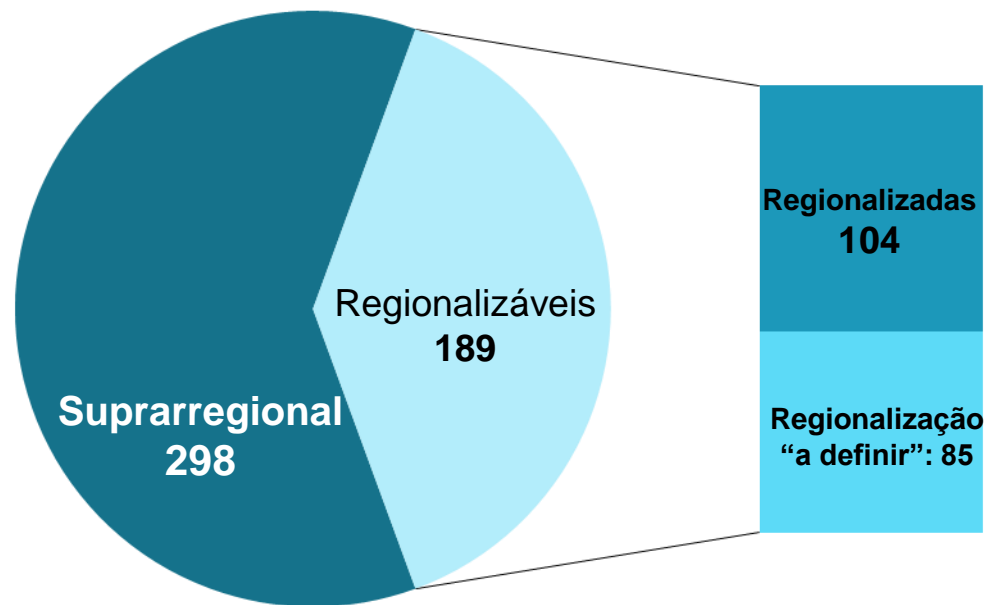 Suprarregional
298
Regionalizáveis
189
Regionalizadas
104
Regionalização
“a definir”: 85